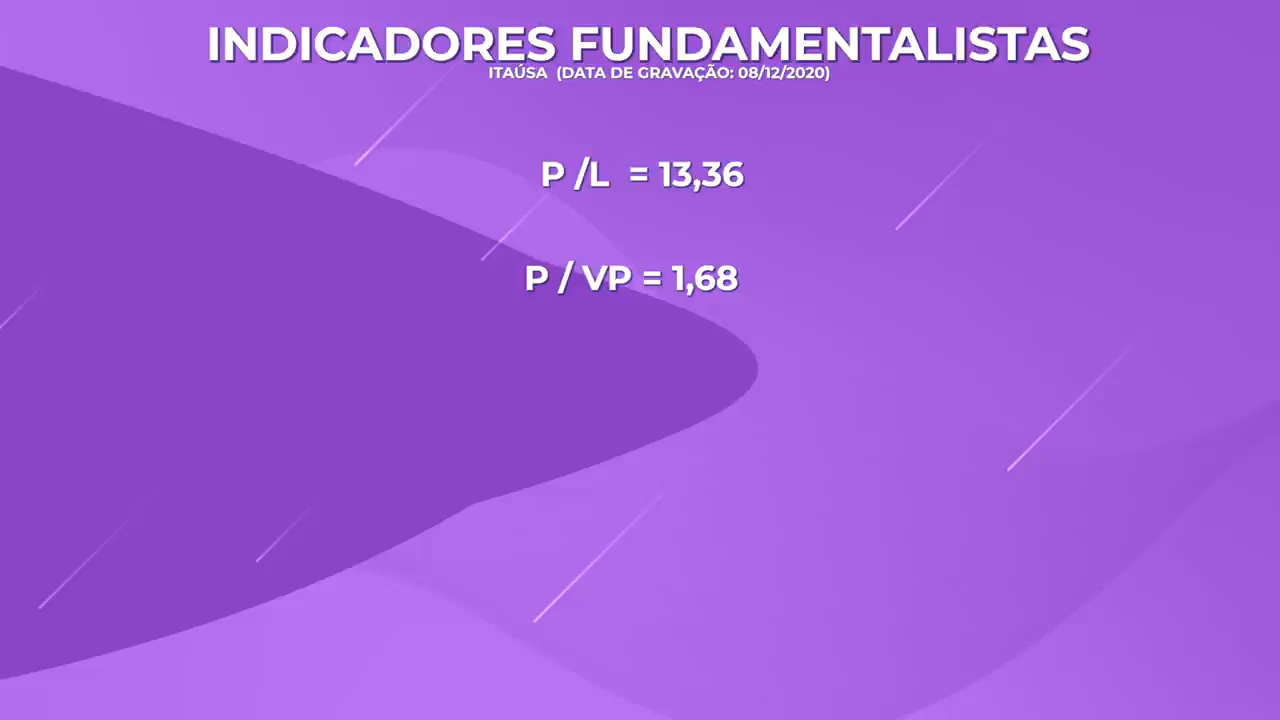 INDICADORES FUNDAMENTALISTAS
ITAÚSA (DATA DE GRAVAÇÃO: 08/12/2020)
P /L = 13,36
P / VP = 1,68